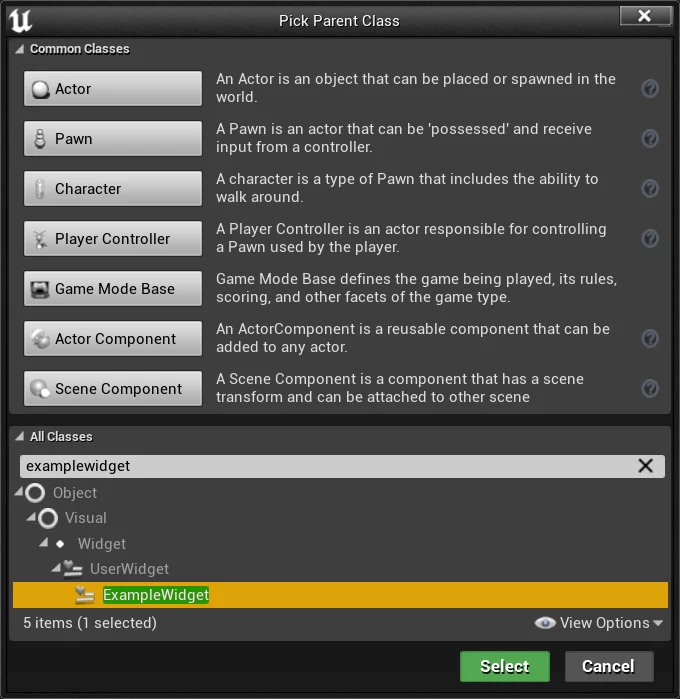 Pick Parent Class
Common Classes
Actor
An Actor is an object that can be placed or spawned in the
world.
Pawn
A Pawn is an actor that can be 'possessed' and receive
input from a controller.
Character
A character is a type of Pawn that includes the ability to
walk around.
Player Controller
A Player Controller is an actor responsible for controlling
a Pawn used by the player.
Game Mode Base
Game Mode Base defines the game being played, its rules,
scoring, and other facets of the game type.
Actor Component
An ActorComponent is a reusable component that can be
added to any actor.
Scene Component
A Scene Component is a component that has a scene
transform and can be attached to other scene
All Classes
examplewidget
Object
Visual
Widget
UserWidget
ExampleWidget
5 items (1 selected)
View Options
Select
Cancel